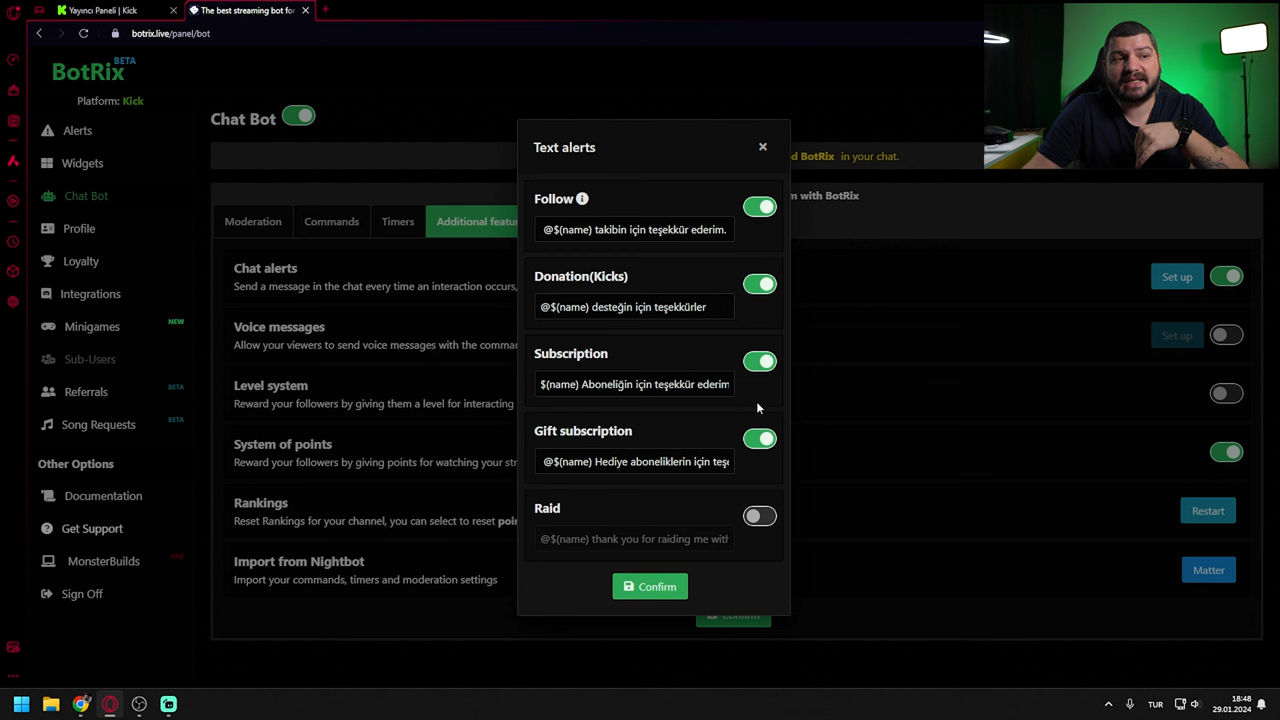 Yayıncı Paneli | Kick
The best streaming bot for
botrix.live/panel/bot
BotRix
BETA
Platform: Kick
Alerts
Widgets
Chat Bot
Profile
Loyalty
Integrations
Minigames NEW
Sub-Users
Referrals BETA
Song Requests BETA
Other Options
Documentation
Get Support
MonsterBuilds
Sign Off
Chat Bot
BotRix in your chat.
with BotRix
Moderation
Commands
Timers
Additional featu
Chat alerts
Send a message in the chat every time an interaction occurs,
Set up
Voice messages
Allow your viewers to send voice messages with the comma
Set up
Level system
Reward your followers by giving them a level for interacting
System of points
Reward your followers by giving points for watching your str
Rankings
Reset Rankings for your channel, you can select to reset poin
Restart
Import from Nightbot
Import your commands, timers and moderation settings
Matter
Confirm
Text alerts
Follow
@$(name) takibin için teşekkür ederim.
Donation(Kicks)
@$(name) desteğin için teşekkürler
Subscription
$(name) Aboneliğin için teşekkür ederim
Gift subscription
@$(name) Hediye aboneliklerin için teşe
Raid
@$(name) thank you for raiding me with
Confirm
TUR
18:48
29.01.2024